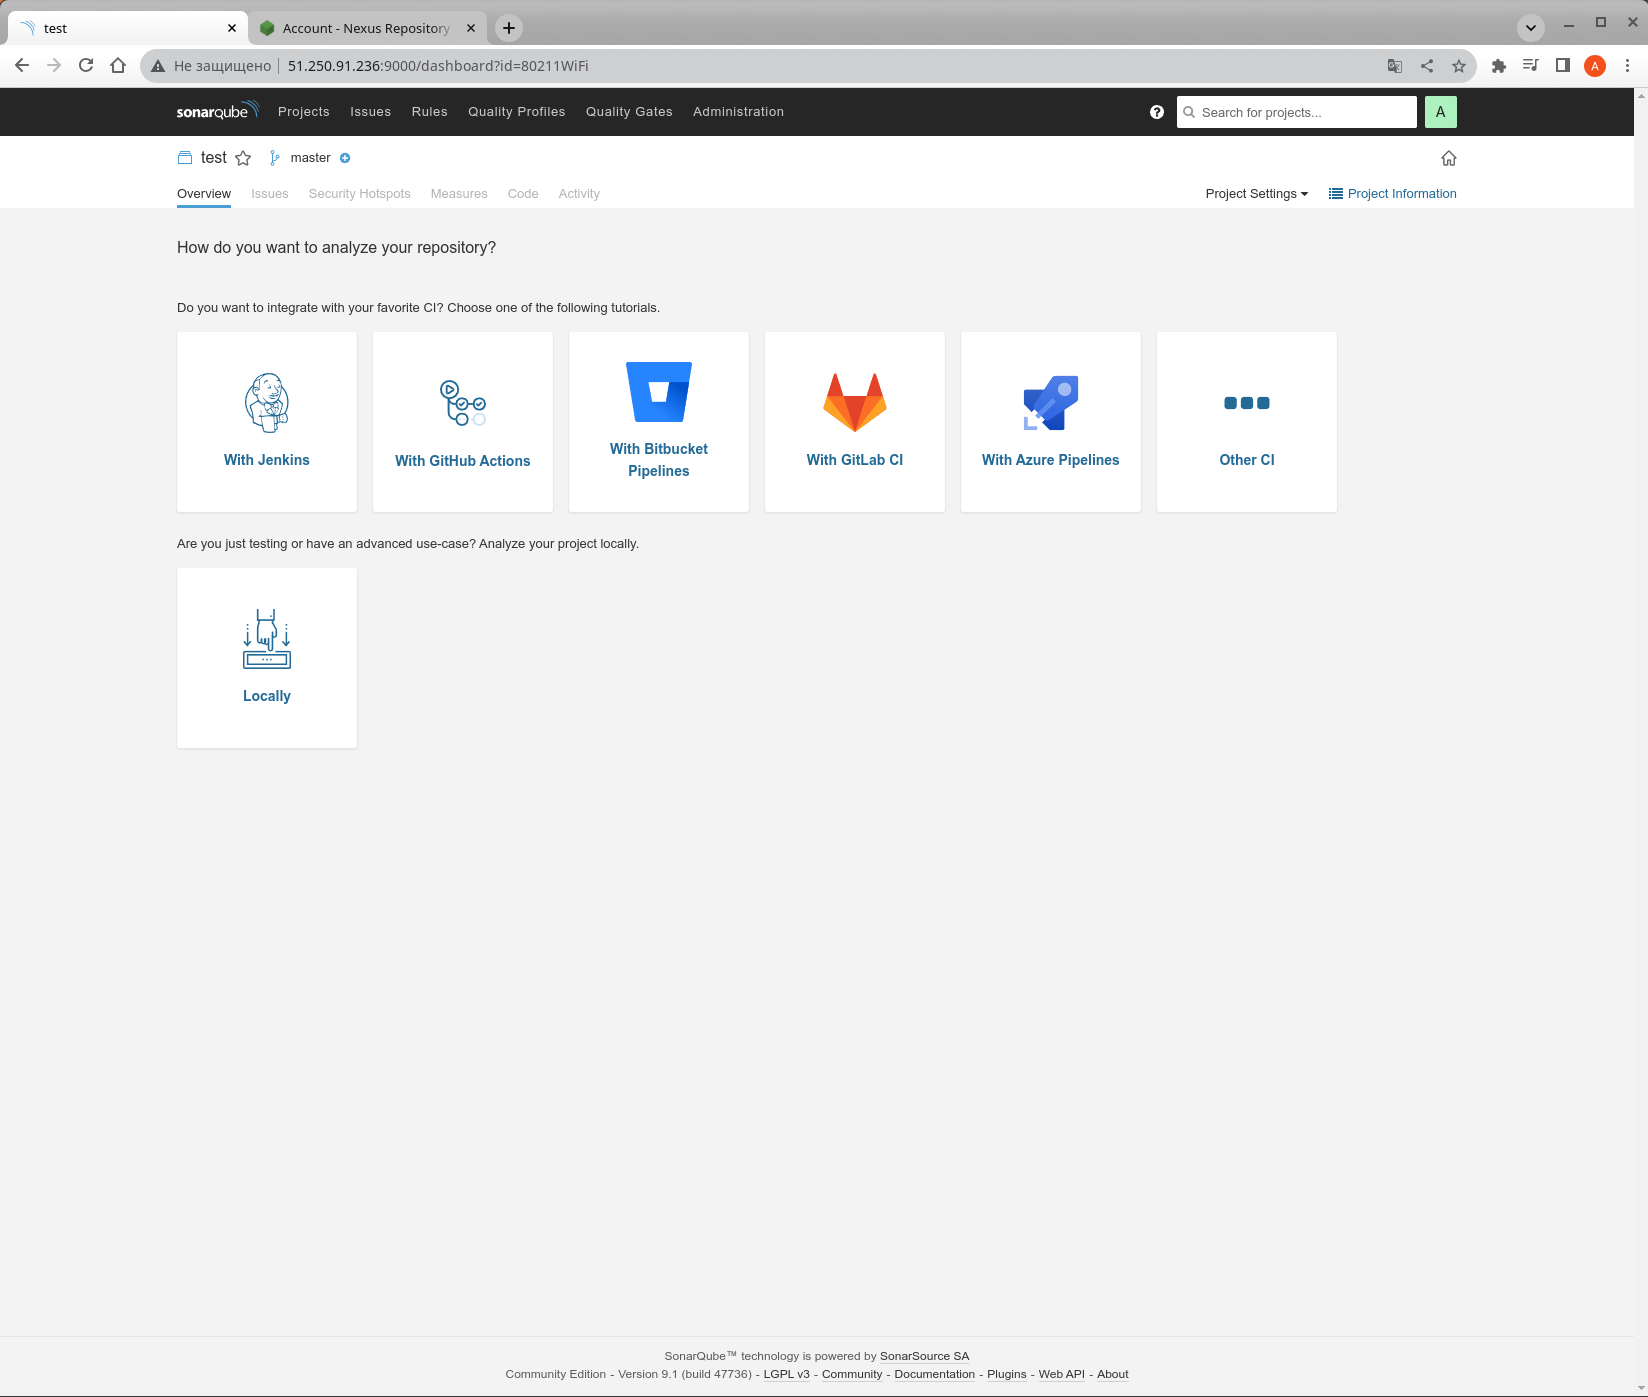 test
Account - Nexus Repository
Не защищено
51.250.91.236:9000/dashboard?id=80211WiFi
A
sonarqube Projects Issues Rules Quality Profiles Quality Gates Administration
Search for projects...
A
test master
Overview Issues Security Hotspots Measures Code Activity
Project Settings Project Information
How do you want to analyze your repository?
Do you want to integrate with your favorite CI? Choose one of the following tutorials.
With Jenkins
With GitHub Actions
With Bitbucket
Pipelines
With GitLab CI
With Azure Pipelines
Other CI
Are you just testing or have an advanced use-case? Analyze your project locally.
Locally
SonarQube™ technology is powered by SonarSource SA
Community Edition - Version 9.1 (build 47736) - LGPL v3 - Community - Documentation - Plugins - Web API - About